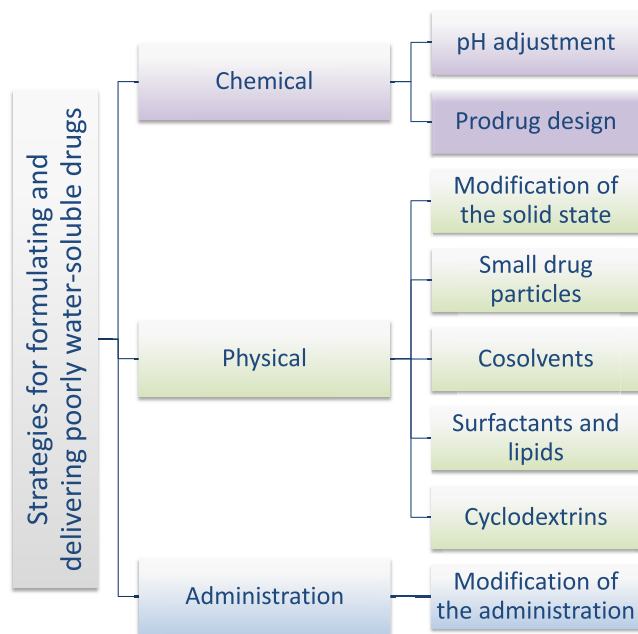 Strategies for formulating and
delivering poorly water-soluble drugs
Chemical
pH adjustment
Prodrug design
Physical
Modification of
the solid state
Small drug
particles
Cosolvents
Surfactants and
lipids
Cyclodextrins
Administration
Modification of
the administration